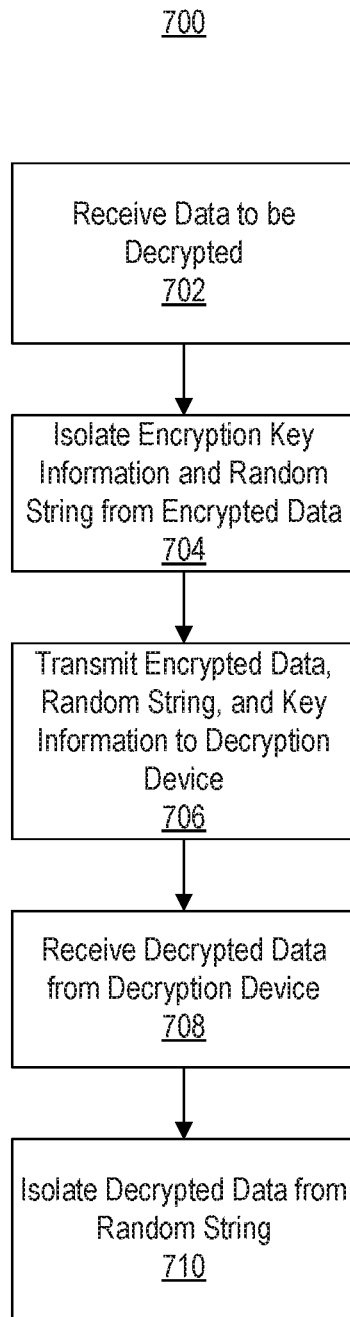 700
Receive Data to be
Decrypted
702
Isolate Encryption Key
Information and Random
String from Encrypted Data
704
Transmit Encrypted Data,
Random String, and Key
Information to Decryption
Device
706
Receive Decrypted Data
from Decryption Device
708
Isolate Decrypted Data from
Random String
710